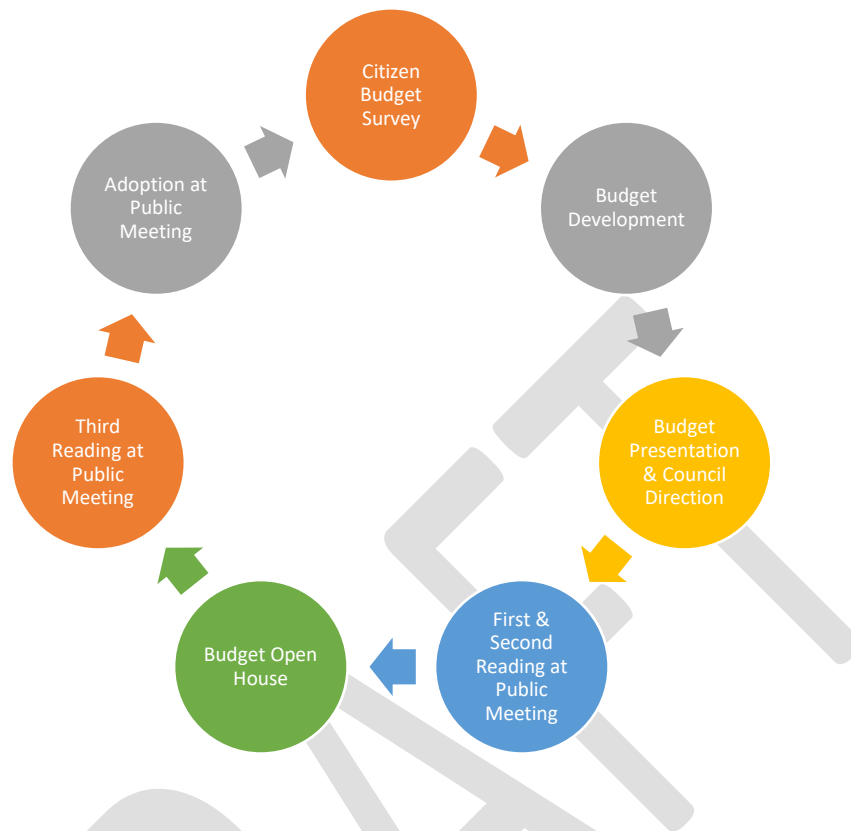 Citizen
Budget
Survey
Budget
Development
Budget
Presentation
& Council
Direction
First &
Second
Reading at
Public
Meeting
Budget Open
House
Third
Reading at
Public
Meeting
Adoption at
Public
Meeting